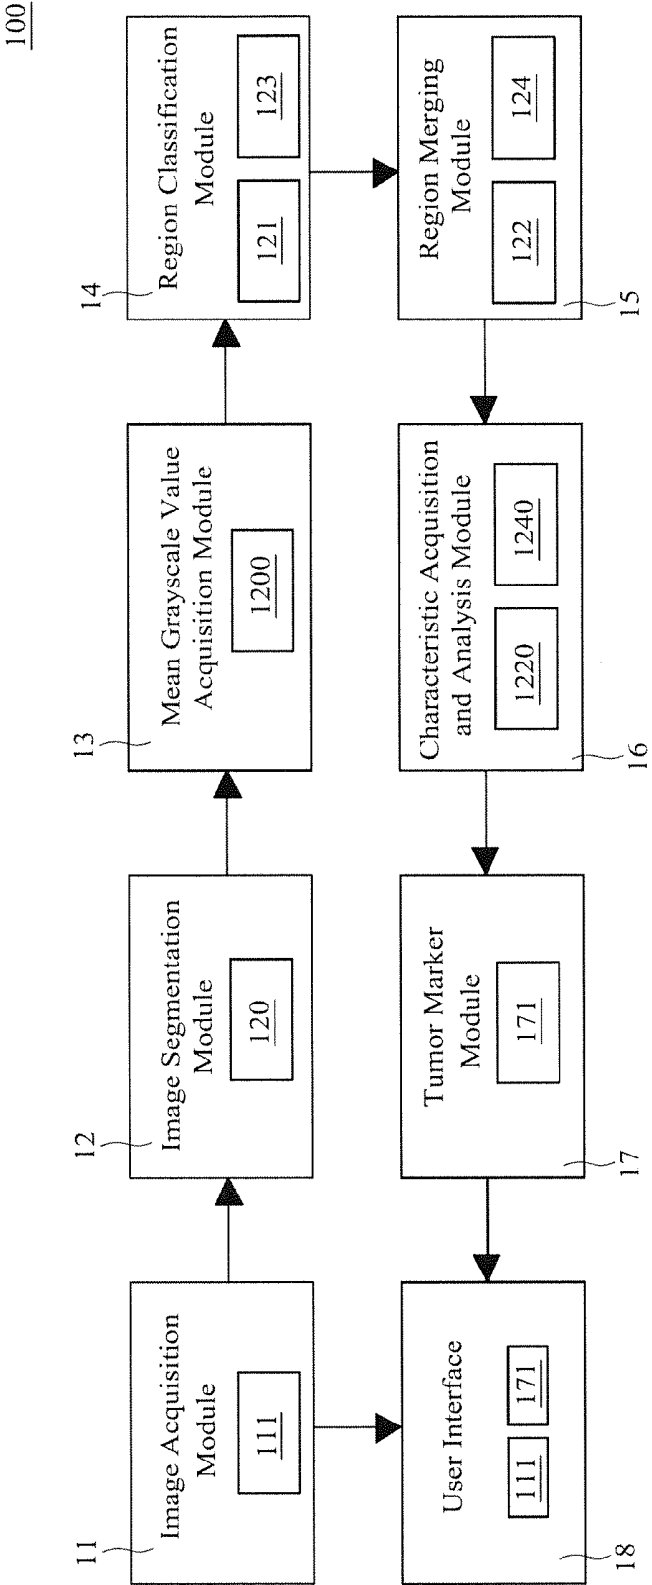 100
11
Image Acquisition
Module
111
12
Image Segmentation
Module
120
13
Mean Grayscale Value
Acquisition Module
1200
14
Region Classification
Module
121
123
Region Merging
Module
122
124
15
Characteristic Acquisition
and Analysis Module
1220
1240
16
Tumor Marker
Module
171
17
User Interface
111
171
18